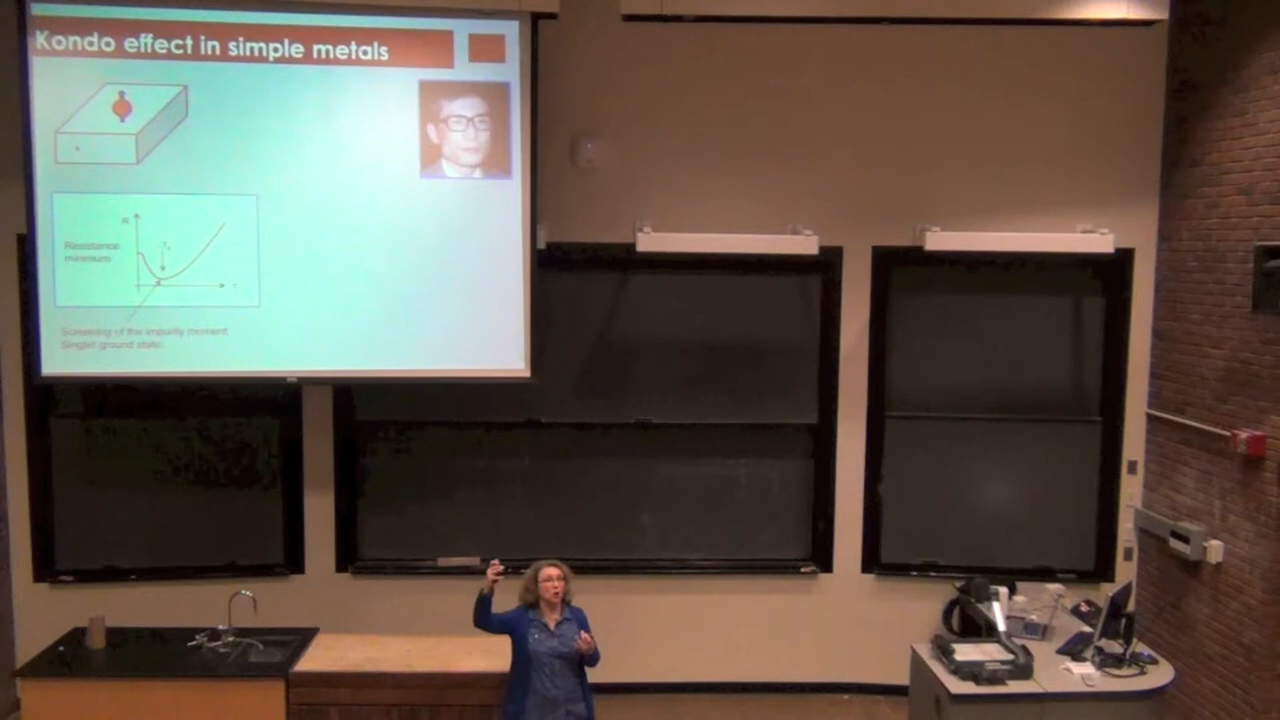 Kondo effect in simple metals
R
Resistance
minimum
T
Screening of the impurity moment
Singlet ground state